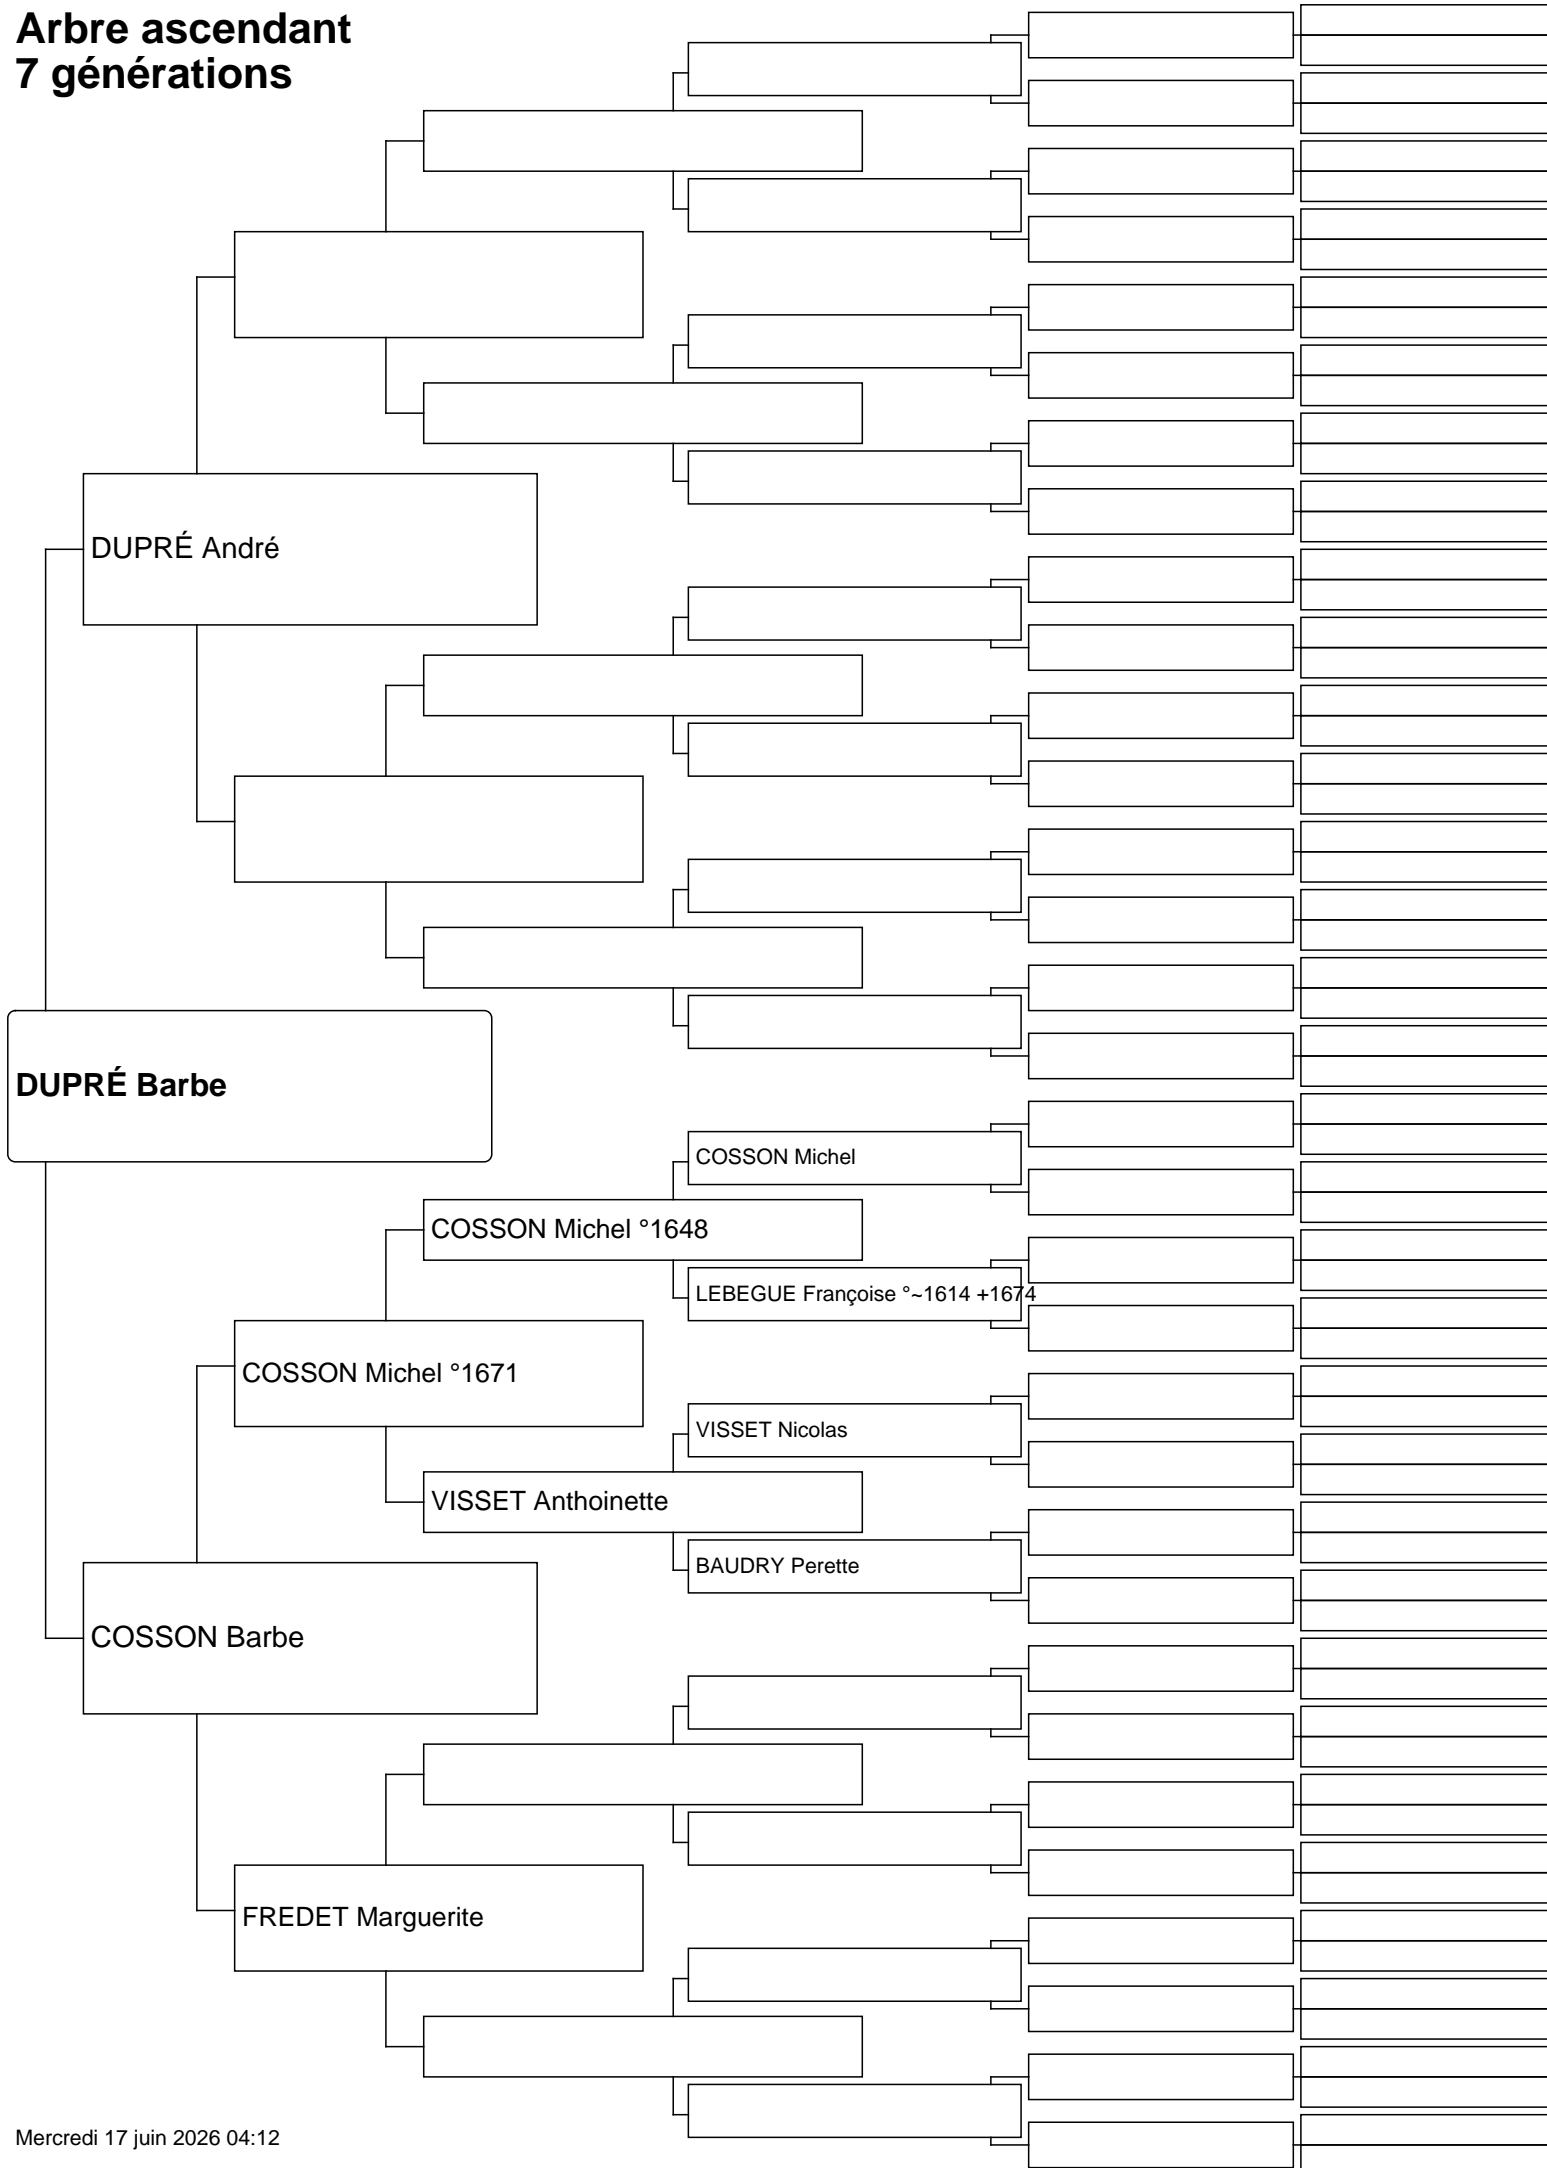 Arbre ascendant
7 générations
DUPRÉ André
DUPRÉ Barbe
COSSON Michel
COSSON Michel °1648
LEBEGUE Françoise °~1614 +1674
COSSON Michel °1671
VISSET Nicolas
VISSET Anthoinette
BAUDRY Perette
COSSON Barbe
FREDET Marguerite
Mercredi 17 juin 2026 04:12